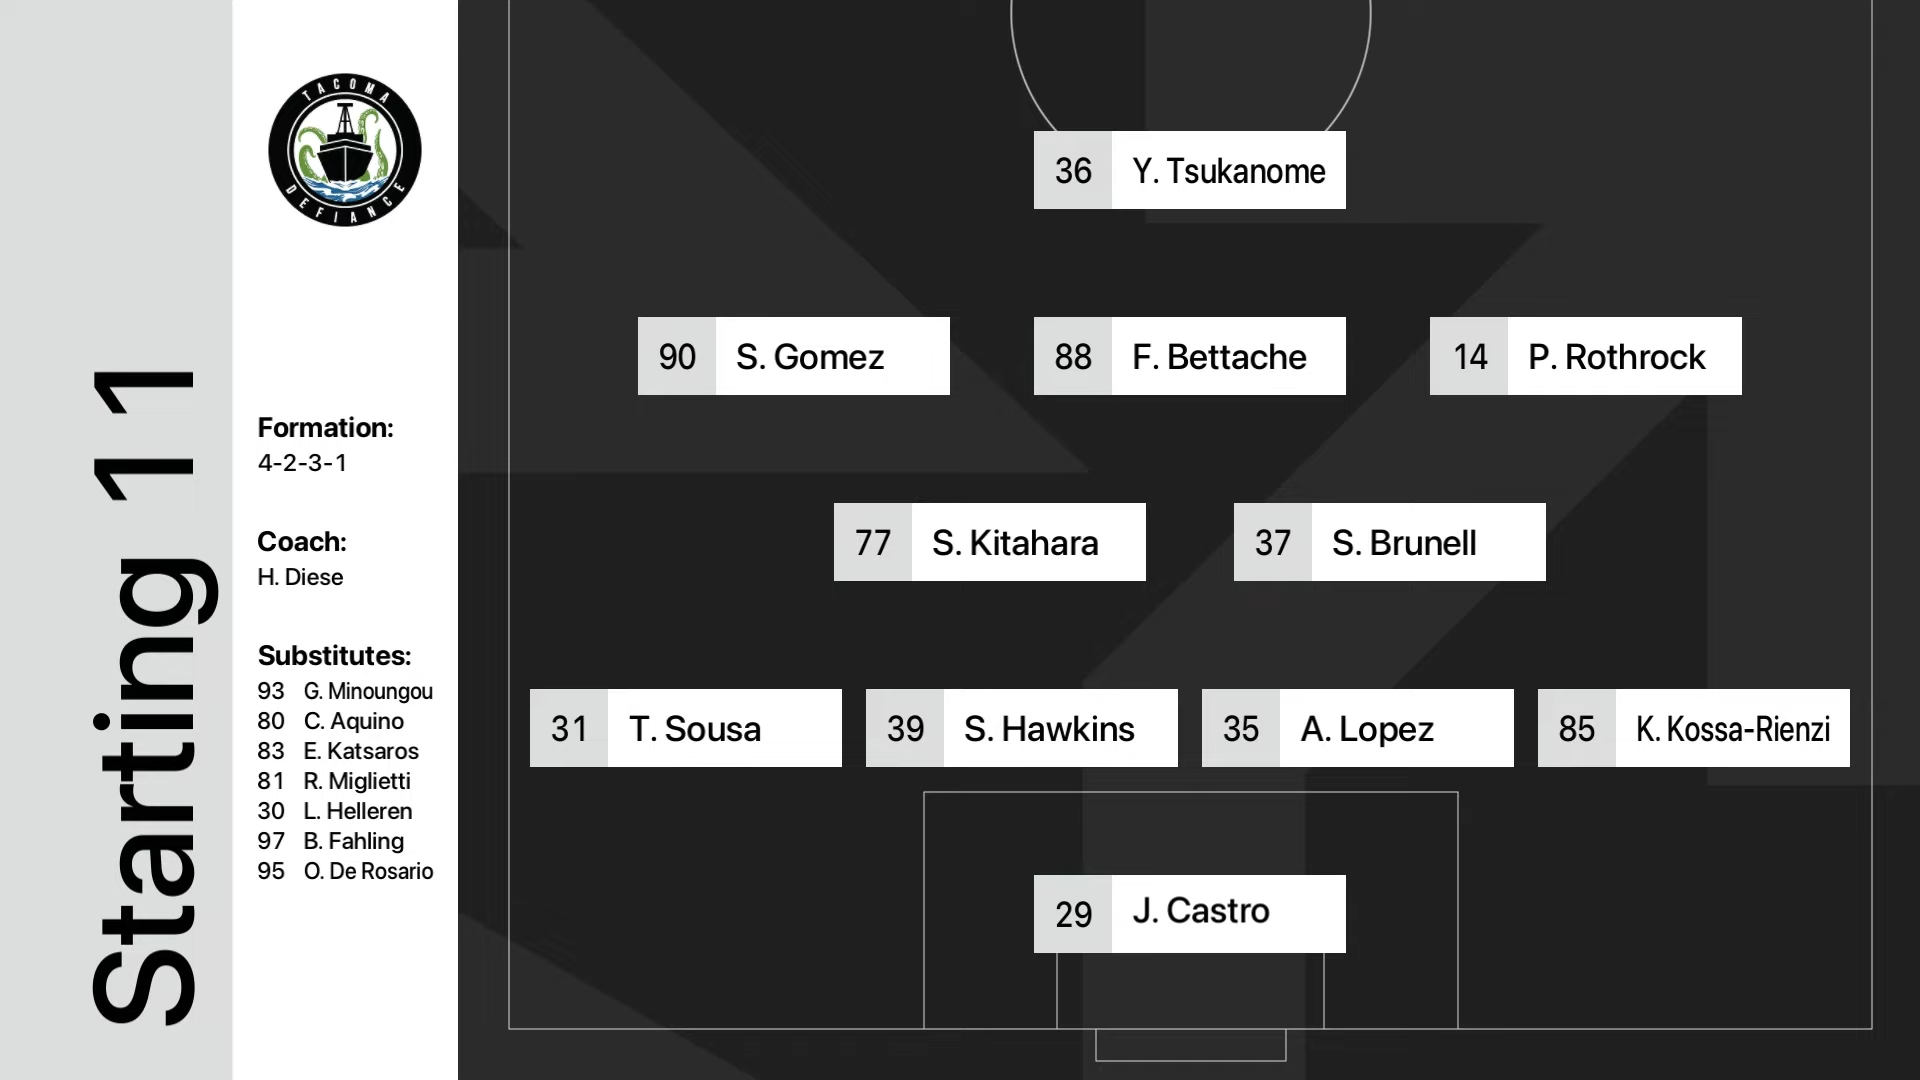 Starting 11
TACOMA
DEFIANCE
Formation:
4-2-3-1
Coach:
H. Diese
Substitutes:
93 G. Minoungou
80 C. Aquino
83 E. Katsaros
81 R. Miglietti
30 L. Helleren
97 B. Fahling
95 O. De Rosario
36 Y. Tsukanome
90 S. Gomez
88 F. Bettache
14 P. Rothrock
77 S. Kitahara
37 S. Brunell
31 T. Sousa
39 S. Hawkins
35 A. Lopez
85 K. Kossa-Rienzi
29 J. Castro